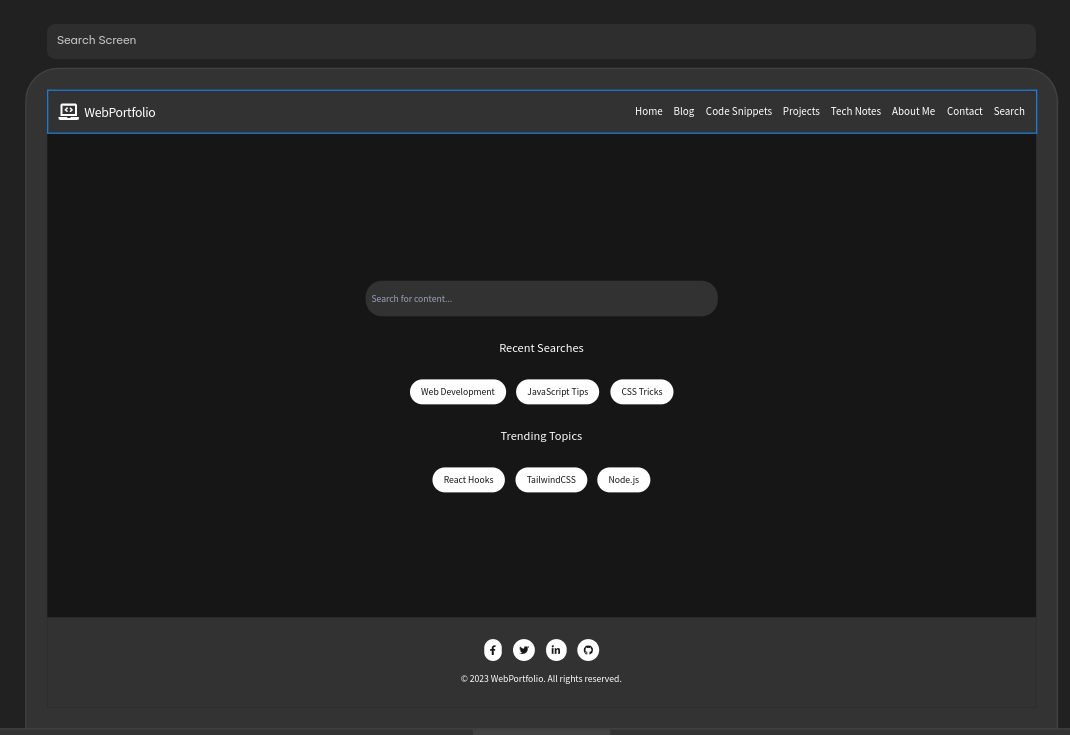 Search Screen
WebPortfolio Home Blog Code Snippets Projects Tech Notes About Me Contact Search
Search for content...
Recent Searches
Web Development JavaScript Tips CSS Tricks
Trending Topics
React Hooks TailwindCSS Node.js
© 2023 WebPortfolio. All rights reserved.